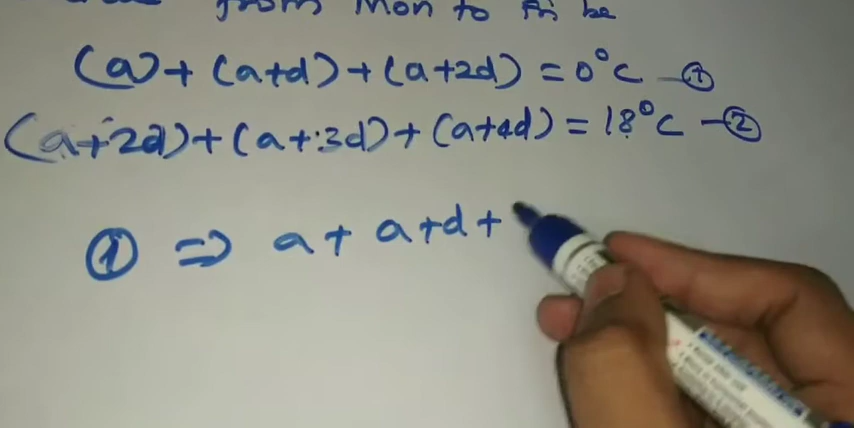 from Mon to Fri be
(a) + (a+d) + (a+2d) = 0°C —①
(a+2d) + (a+3d) + (a+4d) = 18°C —②
① ⇒ a + a+d +